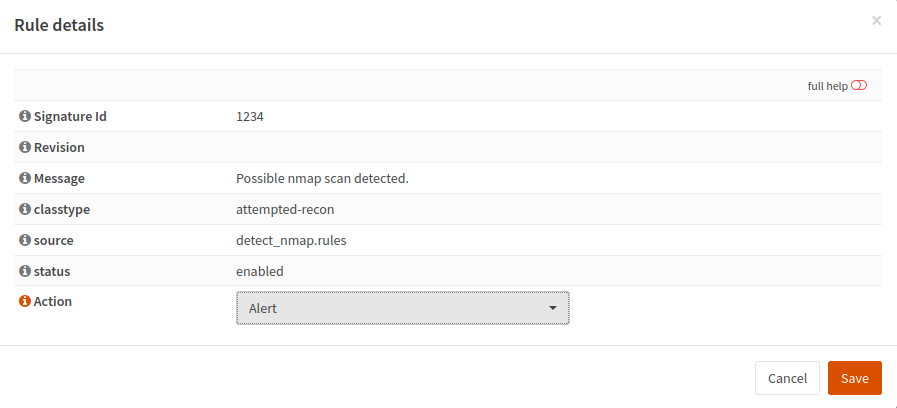 Rule details
×
full help
Signature Id 1234
Revision
Message Possible nmap scan detected.
classtype attempted-recon
source detect_nmap.rules
status enabled
Action Alert
Cancel Save